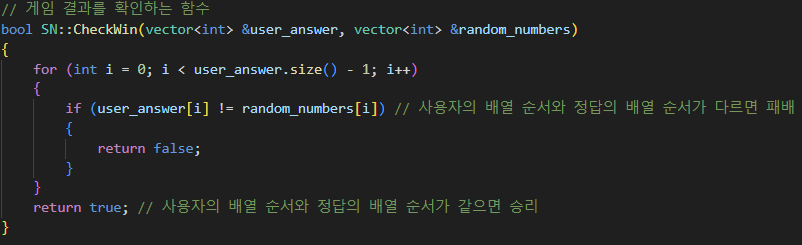 // 게임 결과를 확인하는 함수
bool SN::CheckWin(vector<int> &user_answer, vector<int> &random_numbers)
{
    for (int i = 0; i < user_answer.size() - 1; i++)
    {
        if (user_answer[i] != random_numbers[i]) // 사용자의 배열 순서와 정답의 배열 순서가 다르면 패배
        {
            return false;
        }
    }
    return true; // 사용자의 배열 순서와 정답의 배열 순서가 같으면 승리
}